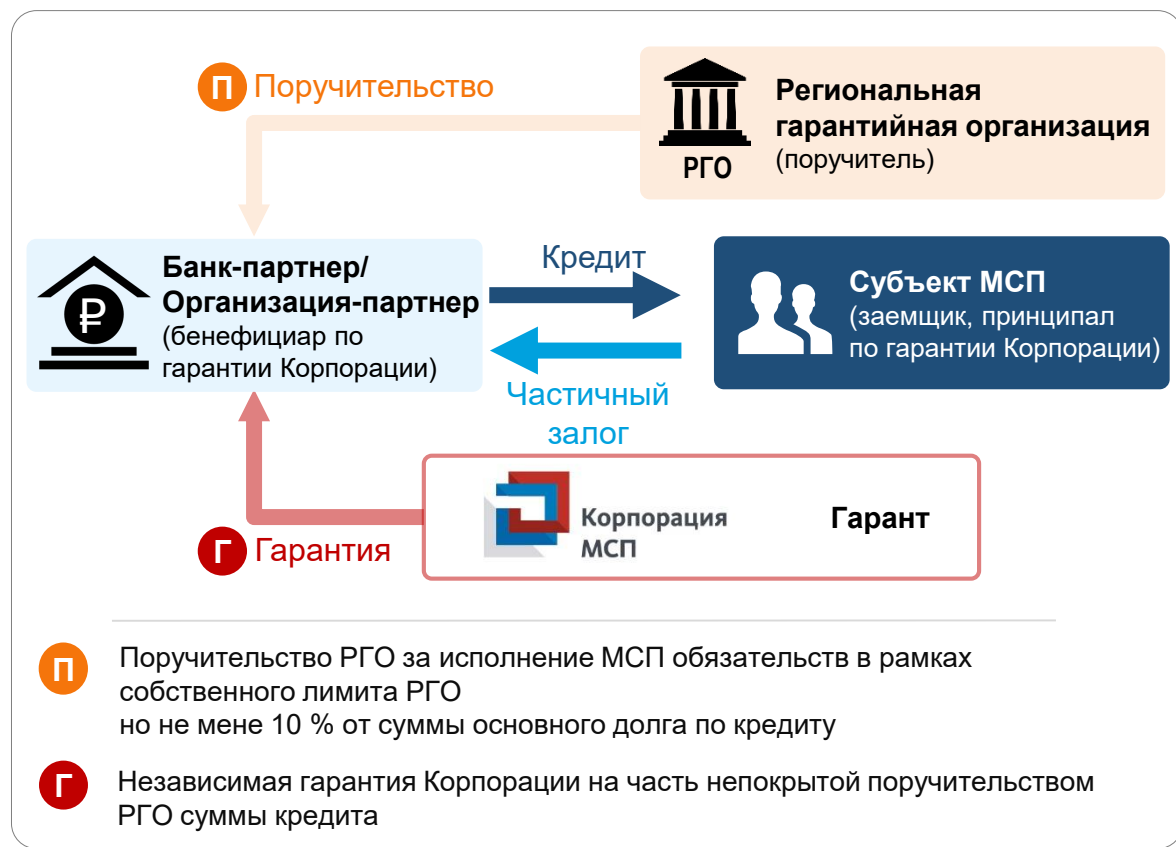 П Поручительство
Региональная
гарантийная организация
(поручитель)
РГО
Банк-партнер/
Организация-партнер
(бенефициар по
гарантии Корпорации)
₽
Кредит
Субъект МСП
(заемщик, принципал
по гарантии Корпорации)
Частичный
залог
Корпорация
МСП
Гарант
Г Гарантия
П
Поручительство РГО за исполнение МСП обязательств в рамках
собственного лимита РГО
но не мене 10 % от суммы основного долга по кредиту
Г
Независимая гарантия Корпорации на часть непокрытой поручительством
РГО суммы кредита